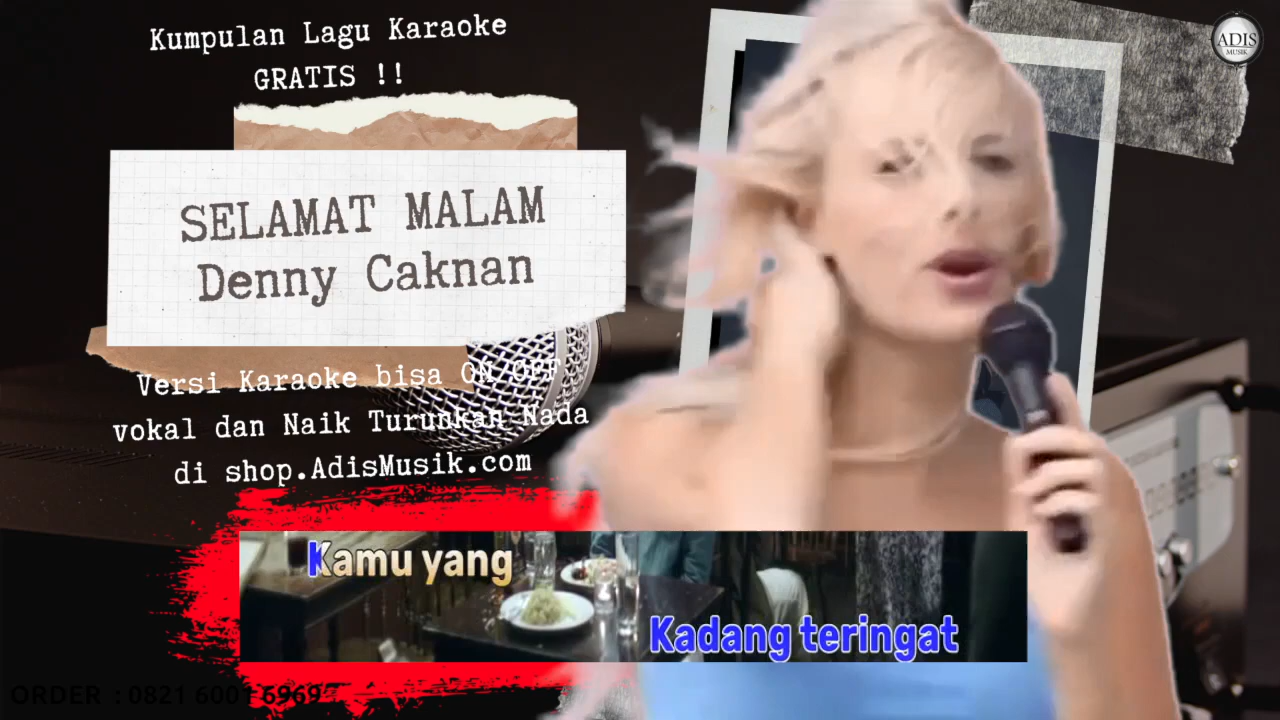 Kumpulan Lagu Karaoke
GRATIS !!
ADIS
MUSIK
SELAMAT MALAM
Denny Caknan
Versi Karaoke bisa ON OFF
vokal dan Naik Turunkan Nada
di shop.AdisMusik.com
Kamu yang
Kadang teringat
ORDER : 0821 6001 6969